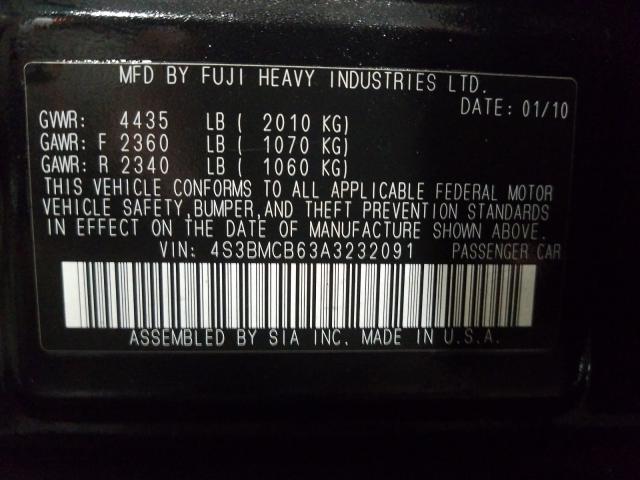 MFD BY FUJI HEAVY INDUSTRIES LTD.
DATE: 01/10
GVWR: 4435 LB ( 2010 KG)
GAWR: F 2360 LB ( 1070 KG)
GAWR: R 2340 LB ( 1060 KG)
THIS VEHICLE CONFORMS TO ALL APPLICABLE FEDERAL MOTOR
VEHICLE SAFETY,BUMPER,AND THEFT PREVENTION STANDARDS
IN EFFECT ON THE DATE OF MANUFACTURE SHOWN ABOVE.
VIN: 4S3BMCB63A3232091 PASSENGER CAR
ASSEMBLED BY SIA INC. MADE IN U.S.A.